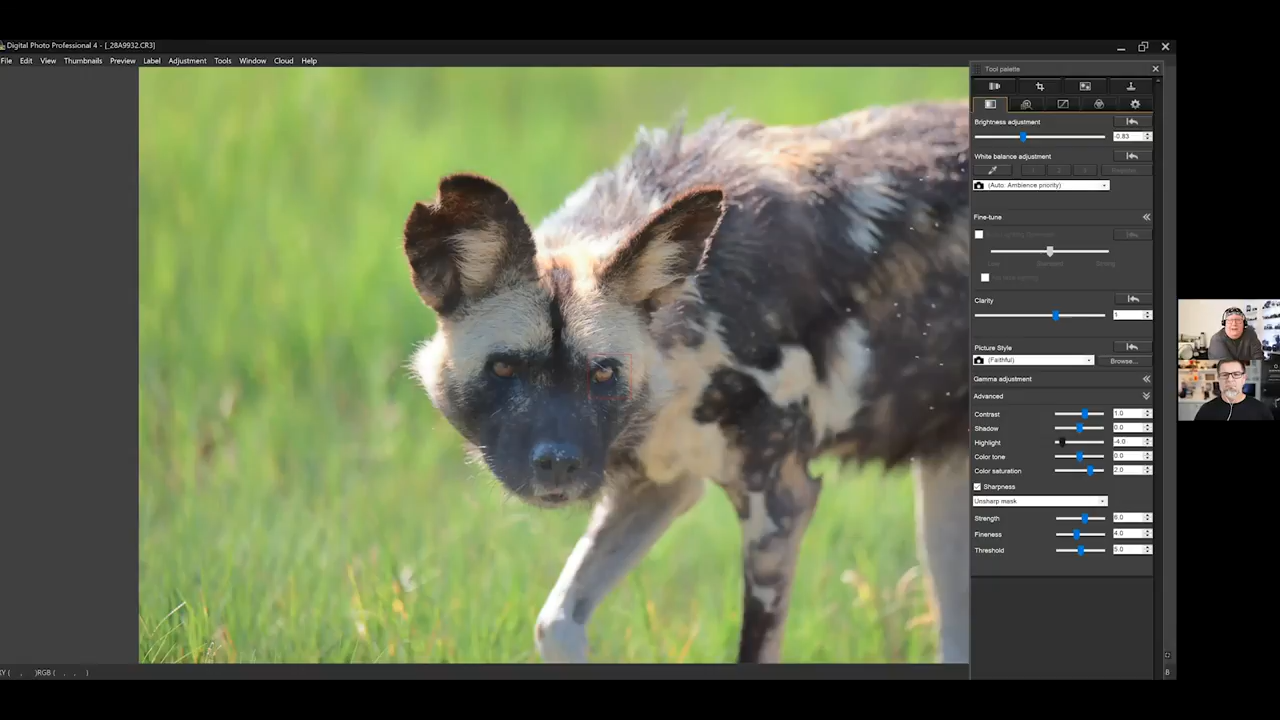 Digital Photo Professional 4 - [_28A9932.CR3]
File Edit View Thumbnails Preview Label Adjustment Tools Window Cloud Help
Tool palette
Brightness adjustment
-0.83
White balance adjustment
(Auto: Ambience priority)
Fine-tune
Clarity
1
Picture Style
(Faithful) Browse...
Gamma adjustment
Advanced
Contrast 1.0
Shadow 0.0
Highlight -4.0
Color tone 0.0
Color saturation 2.0
Sharpness
Unsharp mask
Strength 6.0
Fineness 4.0
Threshold 5.0
XY ( , )RGB ( , , )